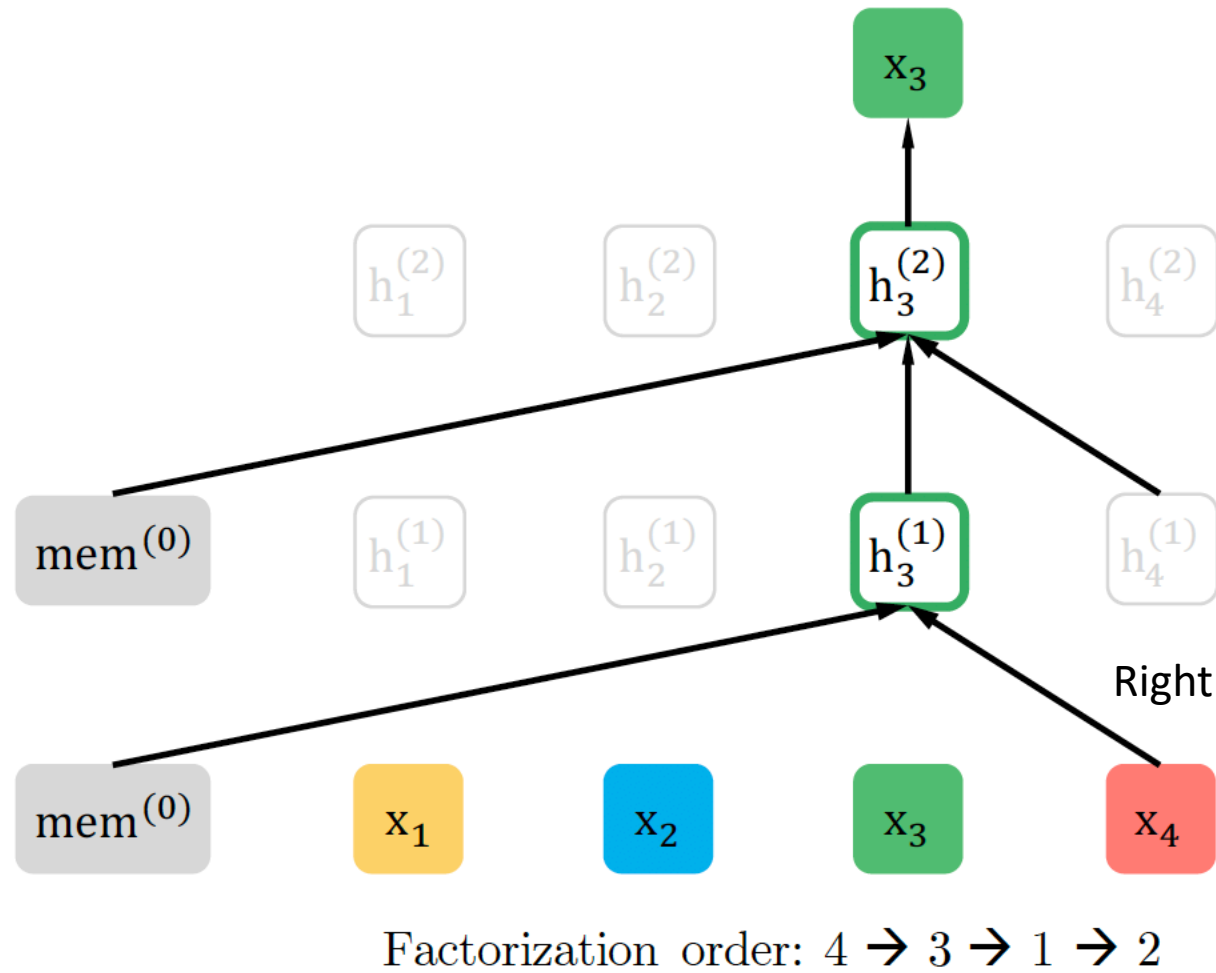 x₃
h₁⁽²⁾ h₂⁽²⁾ h₃⁽²⁾ h₄⁽²⁾
mem⁽⁰⁾ h₁⁽¹⁾ h₂⁽¹⁾ h₃⁽¹⁾ h₄⁽¹⁾
Right
mem⁽⁰⁾ x₁ x₂ x₃ x₄
Factorization order: 4 → 3 → 1 → 2